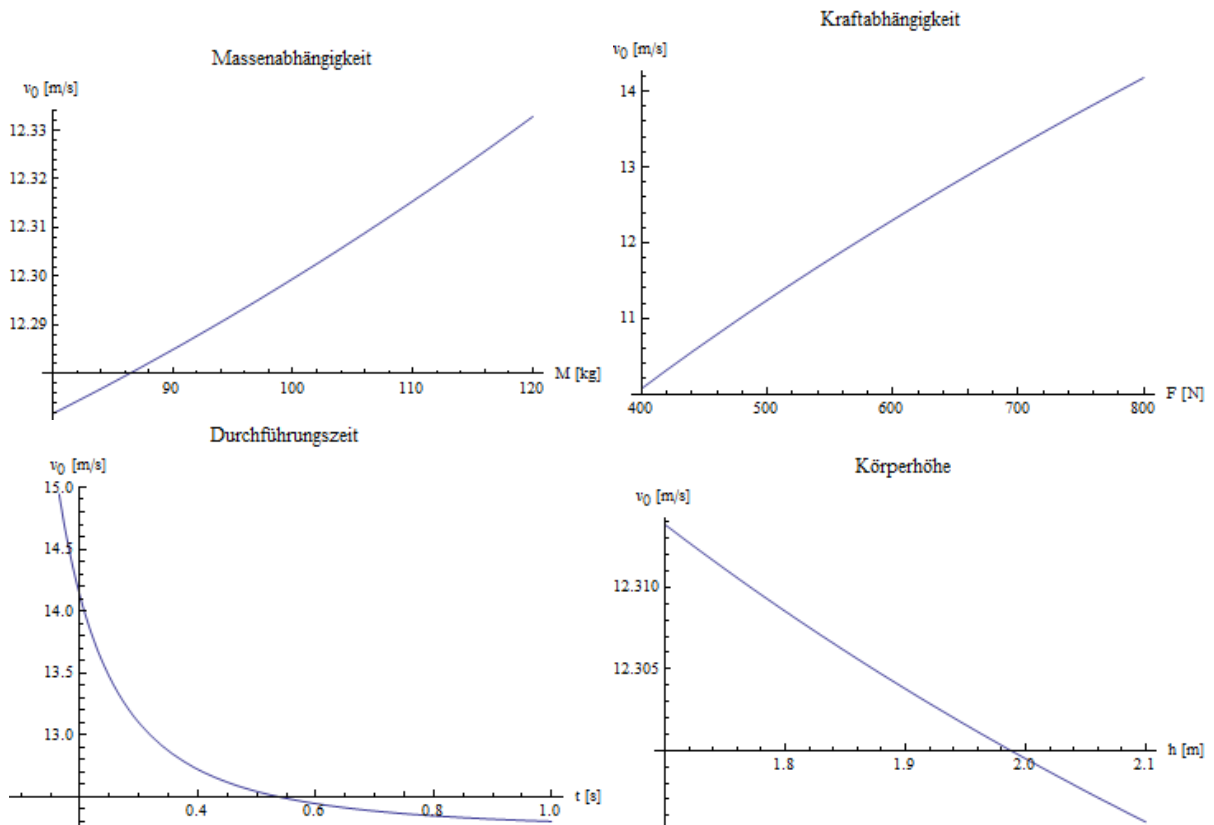 Massenabhängigkeit
v0 [m/s]
12.33
12.32
12.31
12.30
12.29
90 100 110 120 M [kg]
Kraftabhängigkeit
v0 [m/s]
14
13
12
11
400 500 600 700 800 F [N]
Durchführungszeit
v0 [m/s]
15.0
14.5
14.0
13.5
13.0
0.4 0.6 0.8 1.0 t [s]
Körperhöhe
v0 [m/s]
12.310
12.305
1.8 1.9 2.0 2.1 h [m]